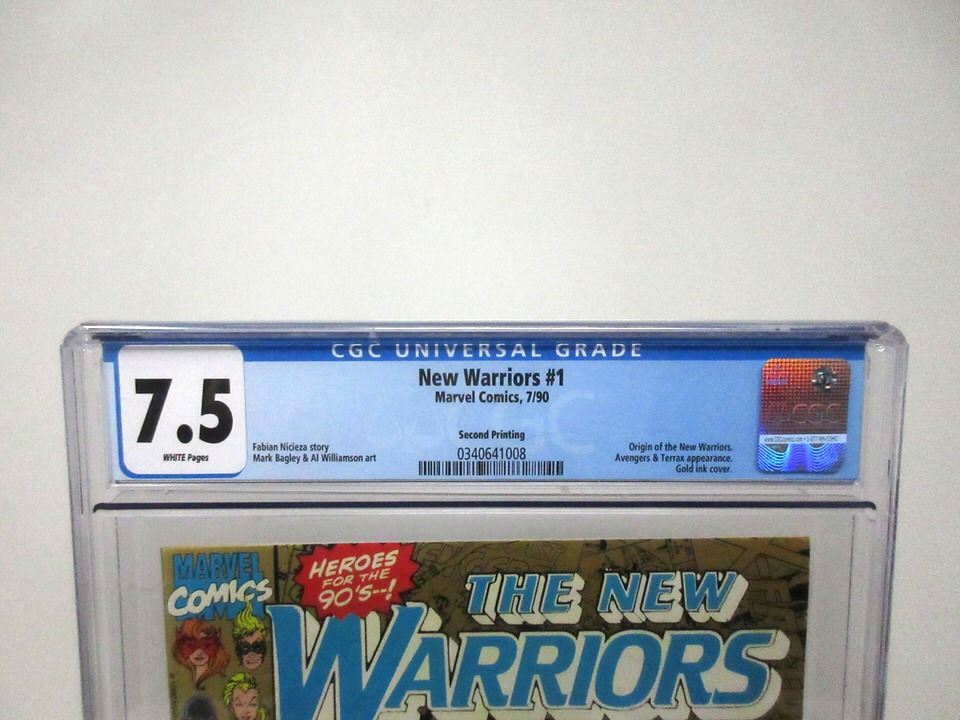 CGC UNIVERSAL GRADE
7.5
WHITE Pages
New Warriors #1
Marvel Comics, 7/90
Second Printing
0340641008
Fabian Nicieza story
Mark Bagley & Al Williamson art
Origin of the New Warriors.
Avengers & Terrax appearance.
Gold ink cover.
CGC
MARVEL
COMICS
HEROES
FOR THE
90'S--!
THE NEW
WARRIORS